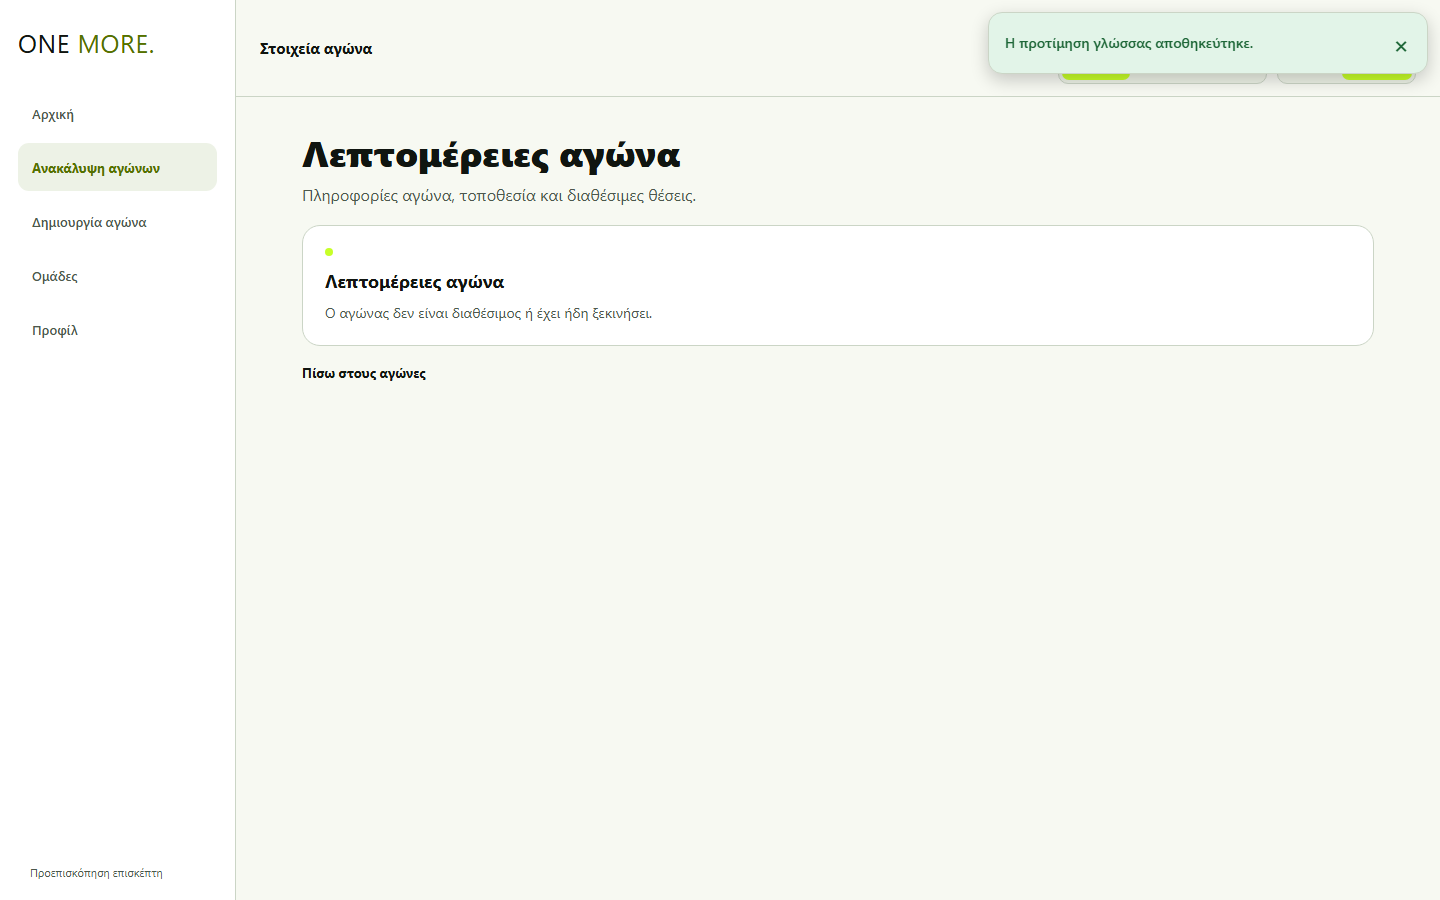 ONE MORE.
Αρχική
Ανακάλυψη αγώνων
Δημιουργία αγώνα
Ομάδες
Προφίλ
Προεπισκόπηση επισκέπτη
Στοιχεία αγώνα
Η προτίμηση γλώσσας αποθηκεύτηκε.
Λεπτομέρειες αγώνα
Πληροφορίες αγώνα, τοποθεσία και διαθέσιμες θέσεις.
Λεπτομέρειες αγώνα
Ο αγώνας δεν είναι διαθέσιμος ή έχει ήδη ξεκινήσει.
Πίσω στους αγώνες